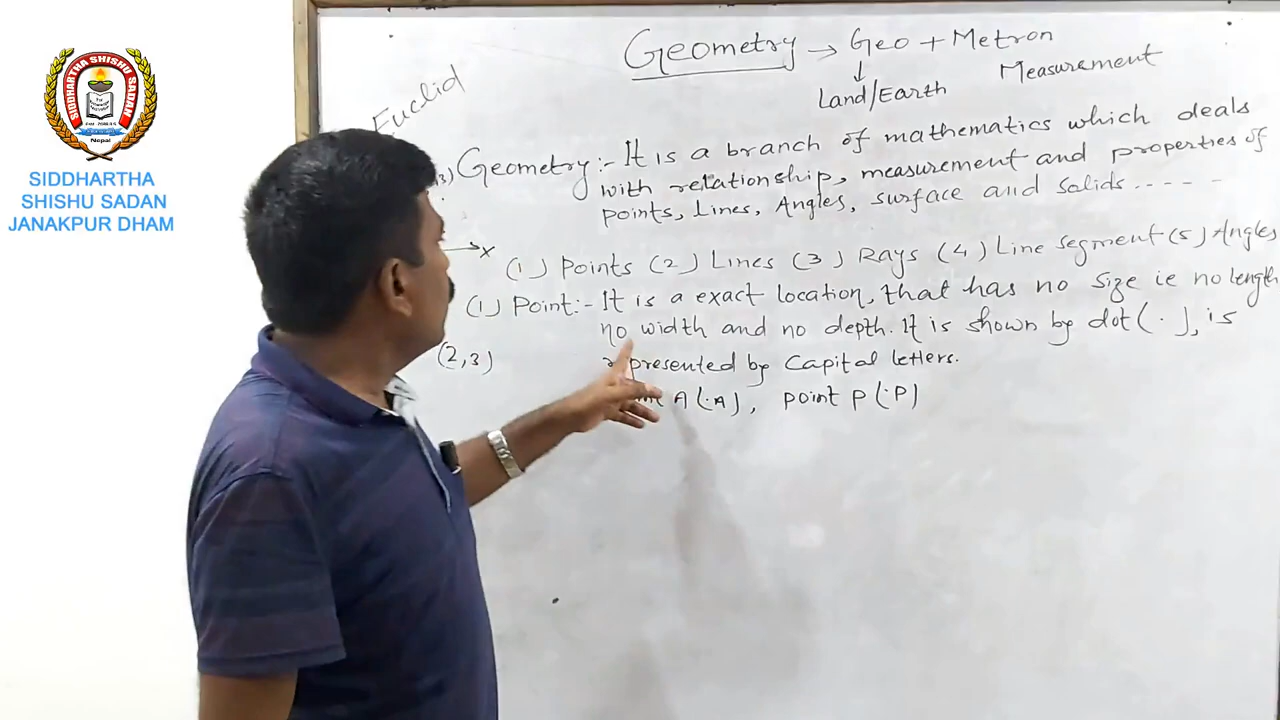 SIDDHARTHA SHISHU SADAN
Nepal
SIDDHARTHA
SHISHU SADAN
JANAKPUR DHAM
Geometry → Geo + Metron
Land/Earth Measurement
Euclid
Geometry:- It is a branch of mathematics which deals
with relationship, measurement and properties of
points, Lines, Angles, surface and solids.....
x
(1) Points (2) Lines (3) Rays (4) Line segment (5) Angles
(1) Point:- It is a exact location, that has no size ie no length
no width and no depth. It is shown by dot (.), is
(2,3)
represented by Capital letters.
A (.A), point P (.P)